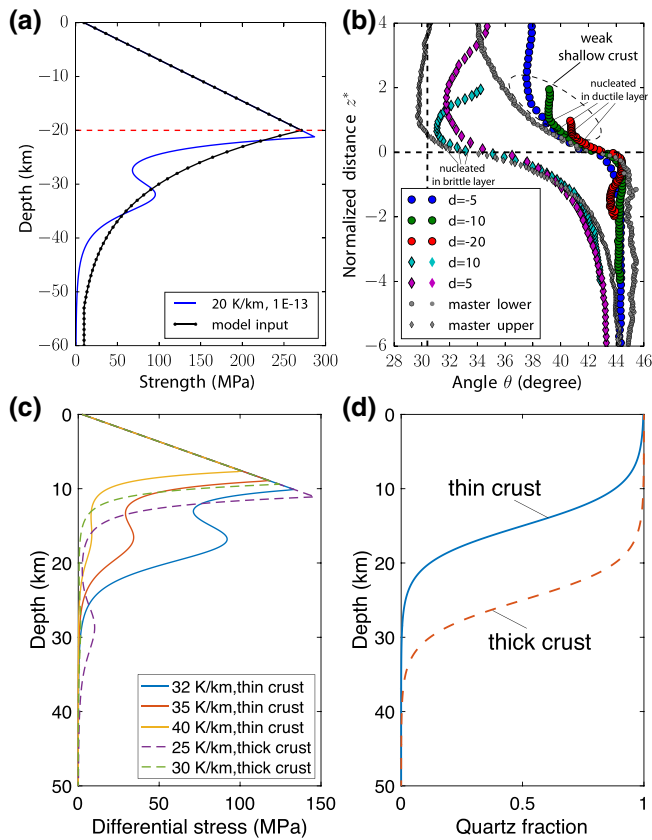 (a)
0
−10
−20
−30
−40
−50
−60
Depth (km)
20 K/km, 1E-13
model input
0 50 100 150 200 250 300
Strength (MPa)
(b)
4
2
0
−2
−4
−6
Normalized distance z*
weak
shallow crust
nucleated
in ductile layer
nucleated
in brittle layer
d=-5
d=-10
d=-20
d=10
d=5
master lower
master upper
28 30 32 34 36 38 40 42 44 46
Angle θ (degree)
(c)
0
10
20
30
40
50
Depth (km)
32 K/km,thin crust
35 K/km,thin crust
40 K/km,thin crust
25 K/km,thick crust
30 K/km,thick crust
0 50 100 150
Differential stress (MPa)
(d)
0
10
20
30
40
50
Depth (km)
thin crust
thick crust
0 0.5 1
Quartz fraction